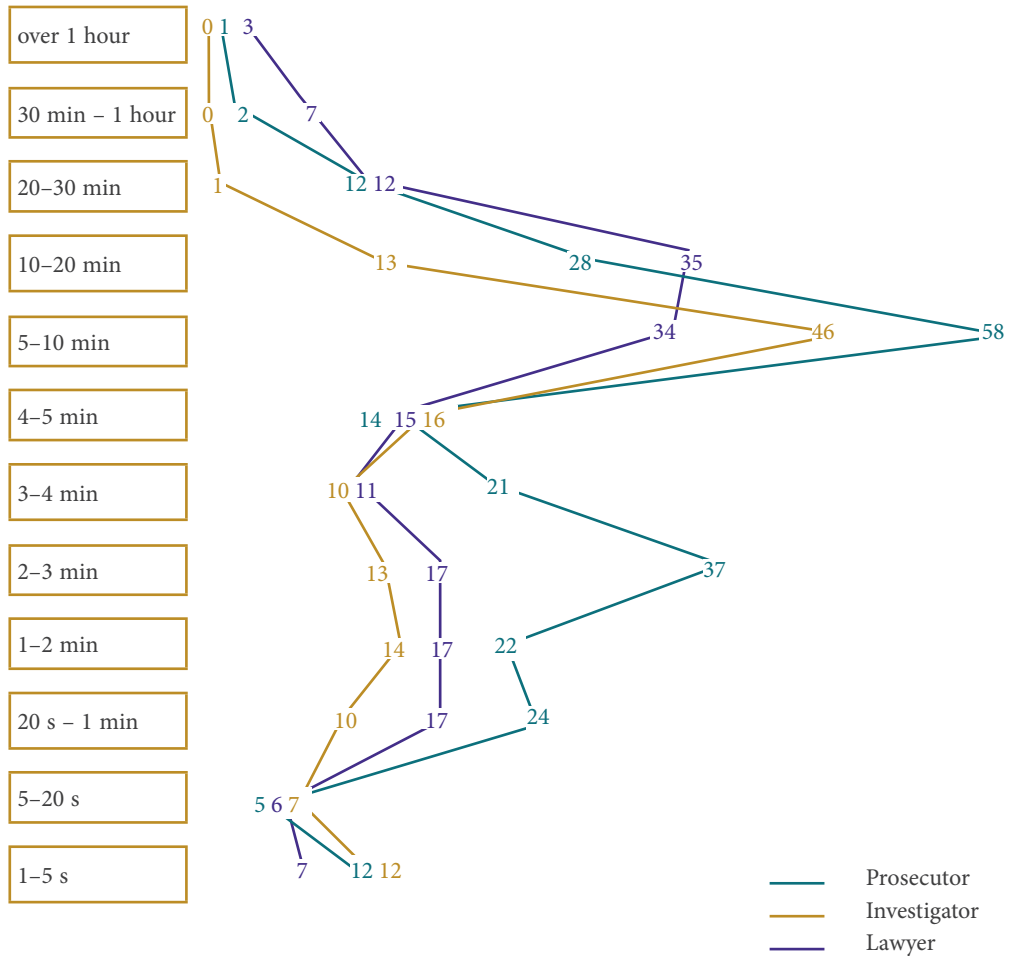 over 1 hour 0 1 3
30 min – 1 hour 0 2 7
20–30 min 1 12 12
10–20 min 13 28 35
5–10 min 34 46 58
4–5 min 14 15 16
3–4 min 10 11 21
2–3 min 13 17 37
1–2 min 14 17 22
20 s – 1 min 10 17 24
5–20 s 5 6 7
1–5 s 7 12 12
Prosecutor
Investigator
Lawyer